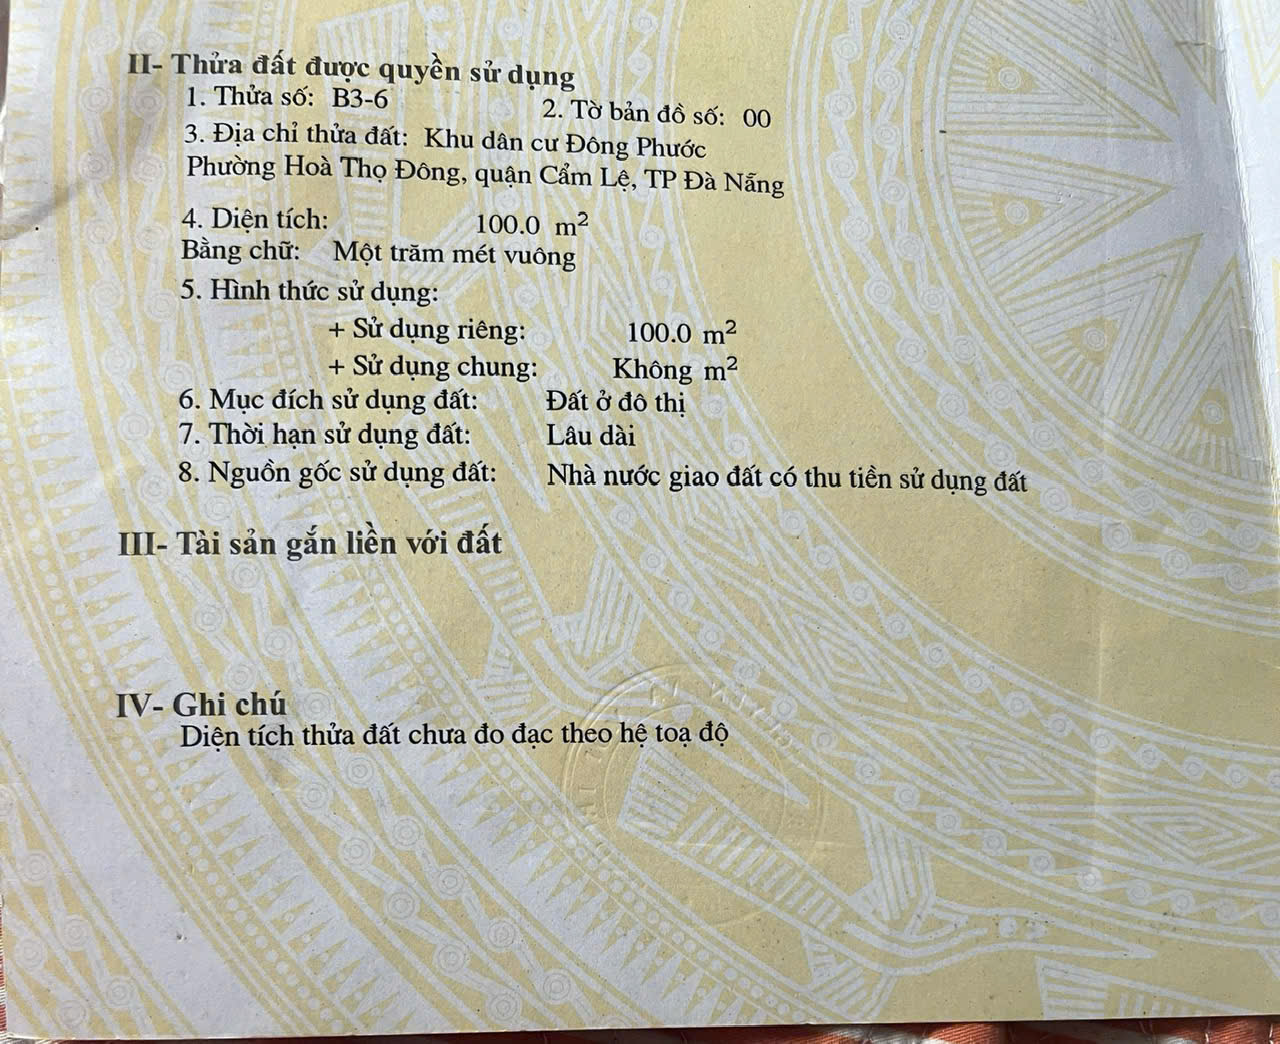 II- Thửa đất được quyền sử dụng
1. Thửa số: B3-6 2. Tờ bản đồ số: 00
3. Địa chỉ thửa đất: Khu dân cư Đông Phước
Phường Hoà Thọ Đông, quận Cẩm Lệ, TP Đà Nẵng
4. Diện tích: 100.0 m²
Bằng chữ: Một trăm mét vuông
5. Hình thức sử dụng:
+ Sử dụng riêng: 100.0 m²
+ Sử dụng chung: Không m²
6. Mục đích sử dụng đất: Đất ở đô thị
7. Thời hạn sử dụng đất: Lâu dài
8. Nguồn gốc sử dụng đất: Nhà nước giao đất có thu tiền sử dụng đất
III- Tài sản gắn liền với đất
IV- Ghi chú
Diện tích thửa đất chưa đo đạc theo hệ toạ độ